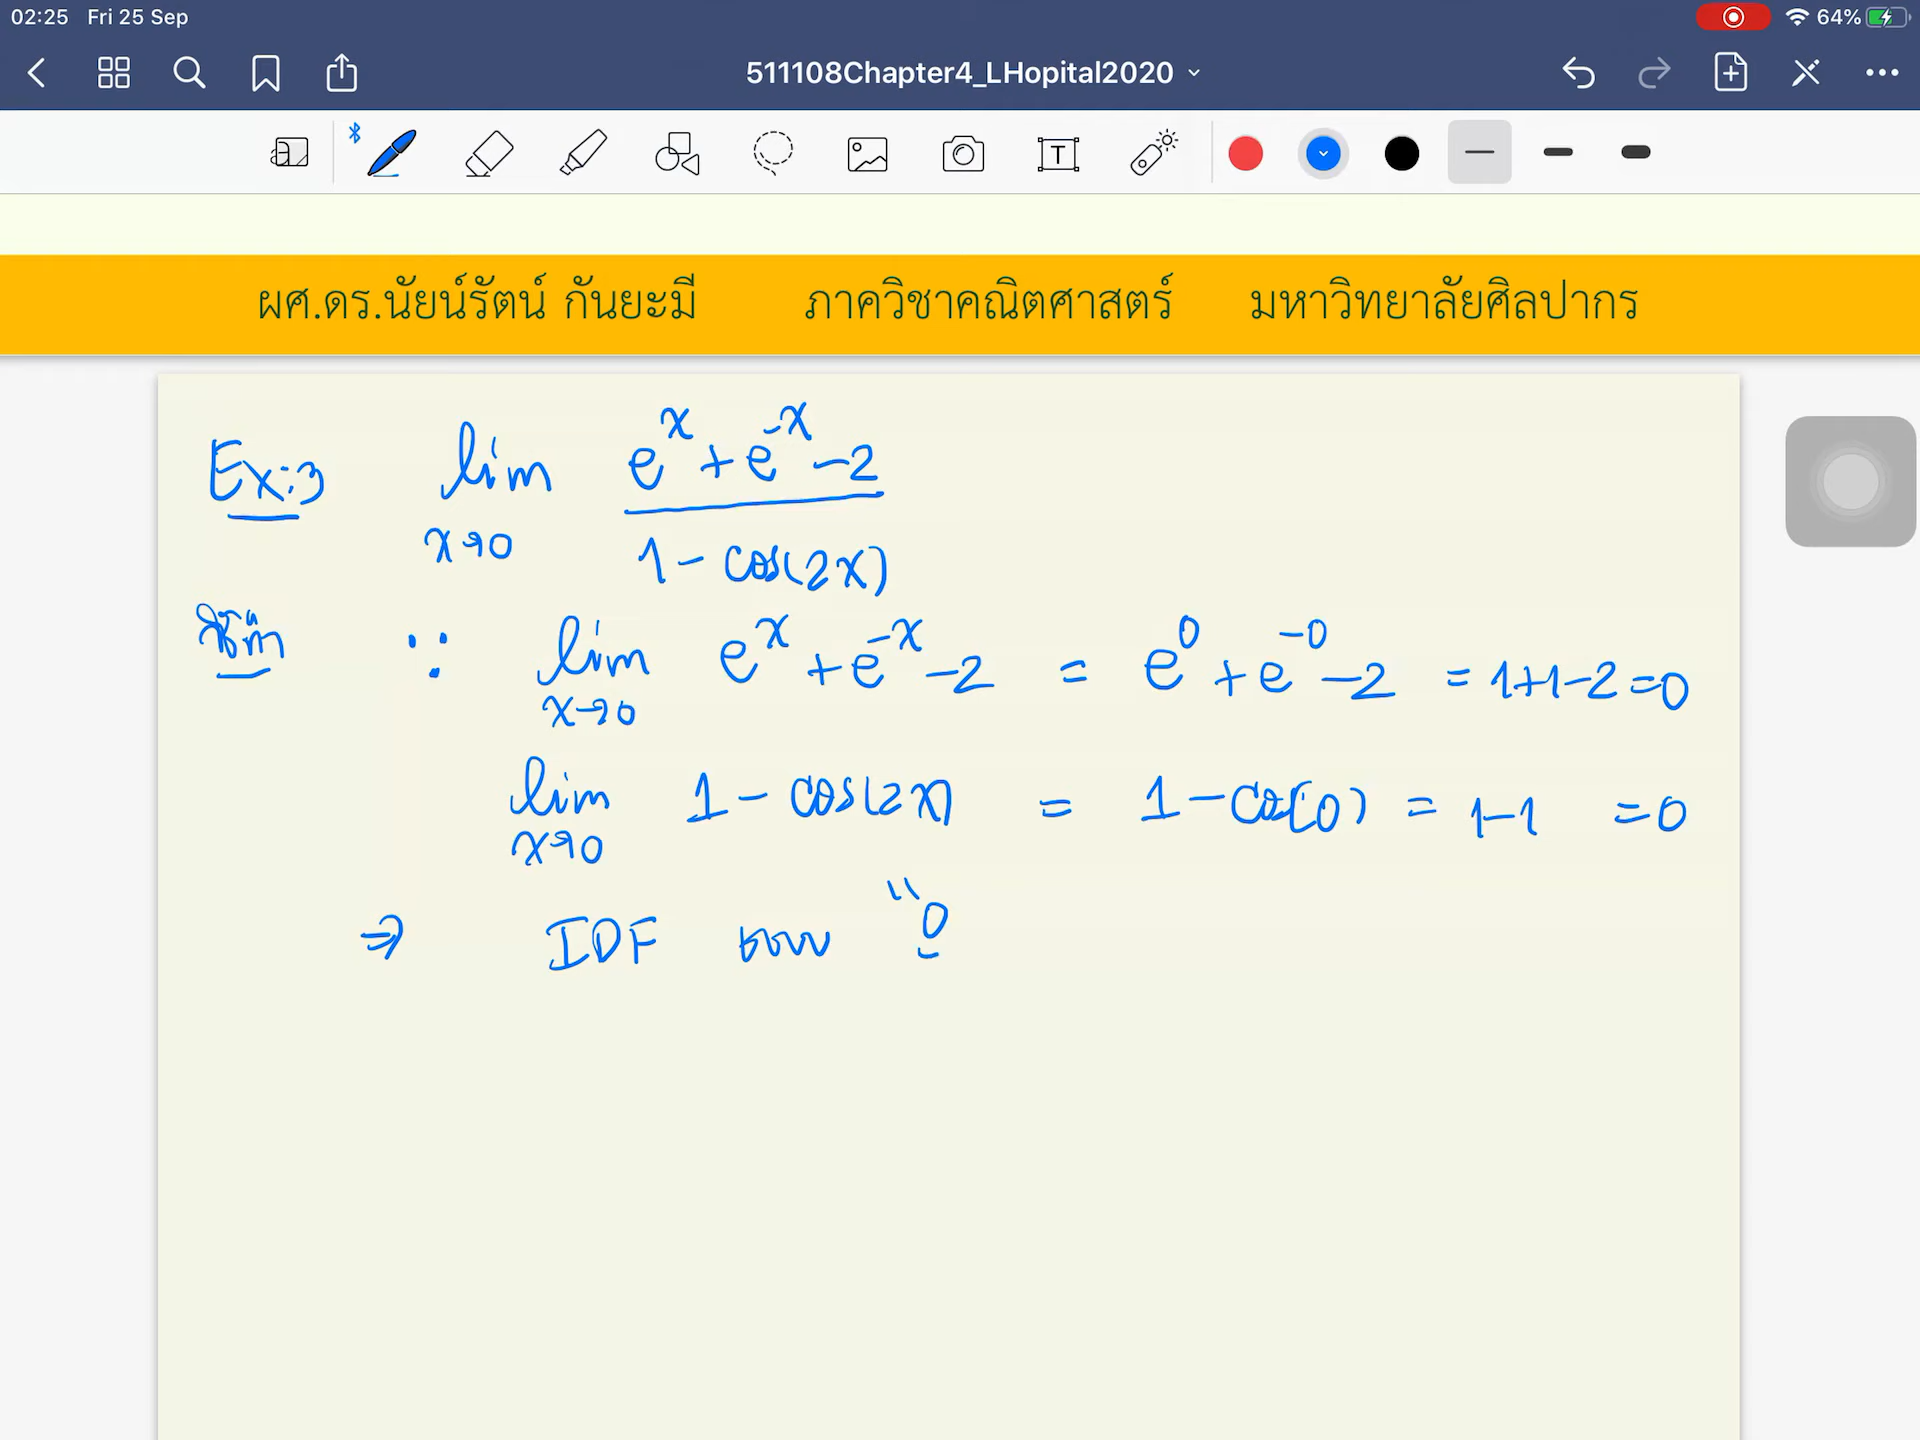 02:25 Fri 25 Sep 64%
511108Chapter4_LHopital2020
T
ผศ.ดร.นัยน์รัตน์ กันยะมี ภาควิชาคณิตศาสตร์ มหาวิทยาลัยศิลปากร
Ex:3 lim x→0 (e^x + e^-x - 2) / (1 - cos(2x))
วิธีทำ ∵ lim x→0 e^x + e^-x - 2 = e^0 + e^-0 - 2 = 1+1-2 = 0
lim x→0 1 - cos(2x) = 1 - cos(0) = 1-1 = 0
⇒ IDF แบบ "0